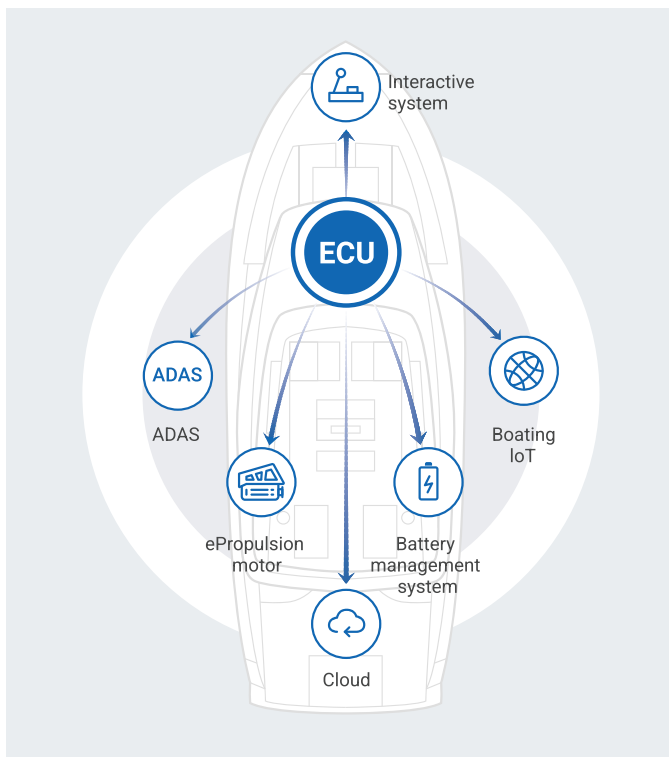 Interactive
system
ECU
ADAS
ADAS
Boating
IoT
ePropulsion
motor
Battery
management
system
Cloud